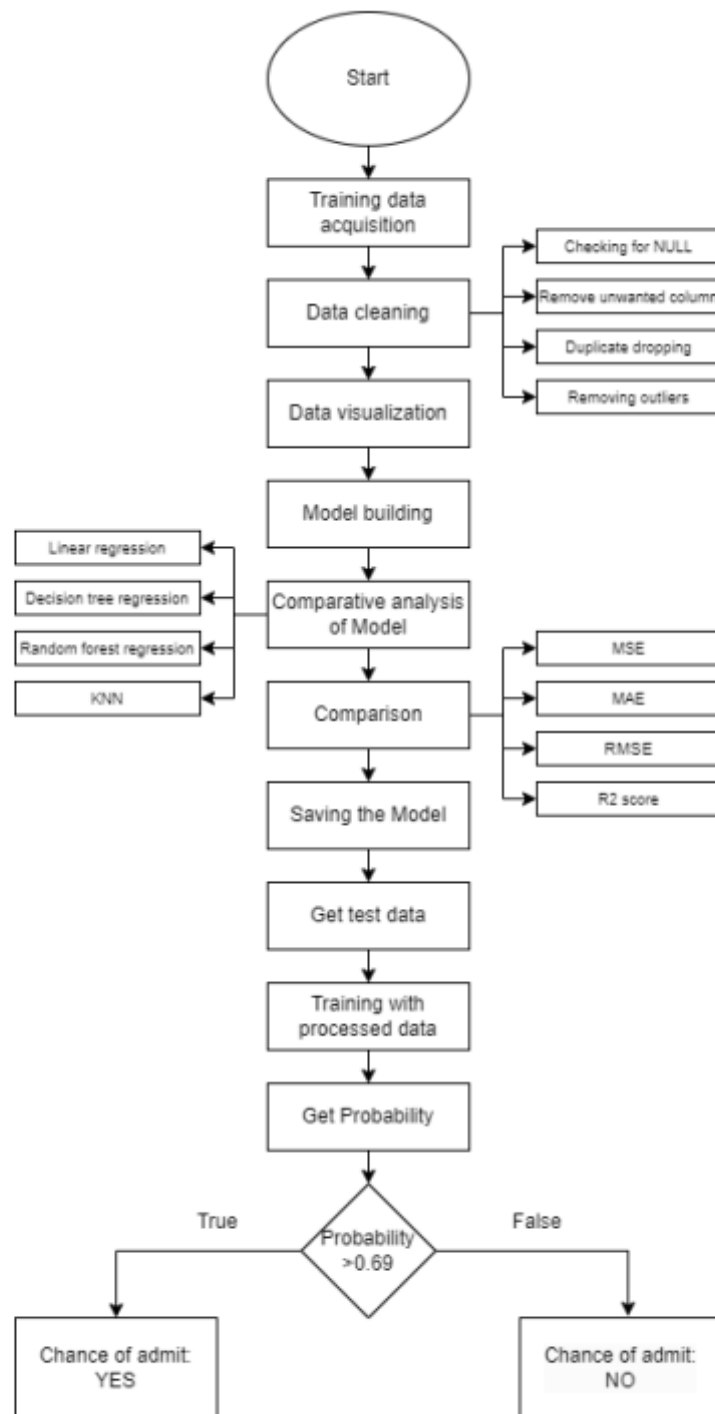 Start
Training data
acquisition
Checking for NULL
Data cleaning
Remove unwanted column
Duplicate dropping
Removing outliers
Data visualization
Model building
Linear regression
Decision tree regression
Random forest regression
KNN
Comparative analysis
of Model
MSE
MAE
RMSE
R2 score
Comparison
Saving the Model
Get test data
Training with
processed data
Get Probability
True
Probability
>0.69
False
Chance of admit:
YES
Chance of admit:
NO